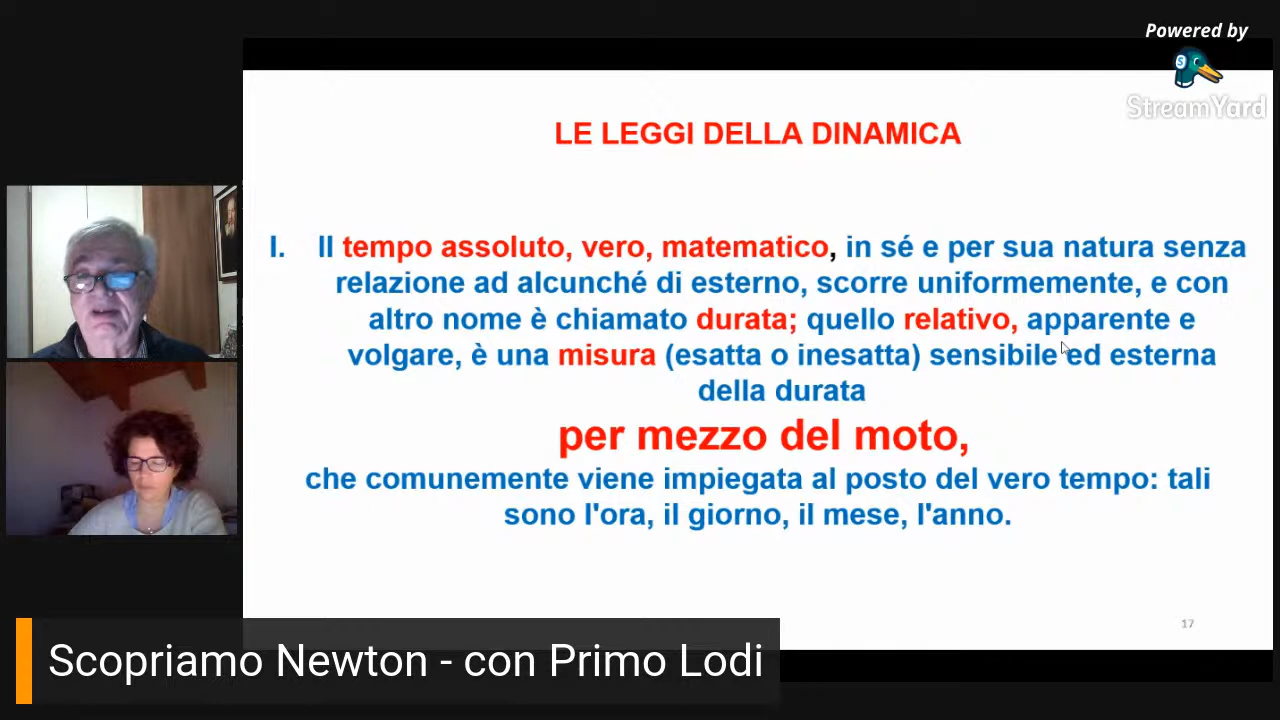 Powered by
StreamYard
LE LEGGI DELLA DINAMICA
I. Il tempo assoluto, vero, matematico, in sé e per sua natura senza
relazione ad alcunché di esterno, scorre uniformemente, e con
altro nome è chiamato durata; quello relativo, apparente e
volgare, è una misura (esatta o inesatta) sensibile ed esterna
della durata
per mezzo del moto,
che comunemente viene impiegata al posto del vero tempo: tali
sono l'ora, il giorno, il mese, l'anno.
17
Scopriamo Newton - con Primo Lodi